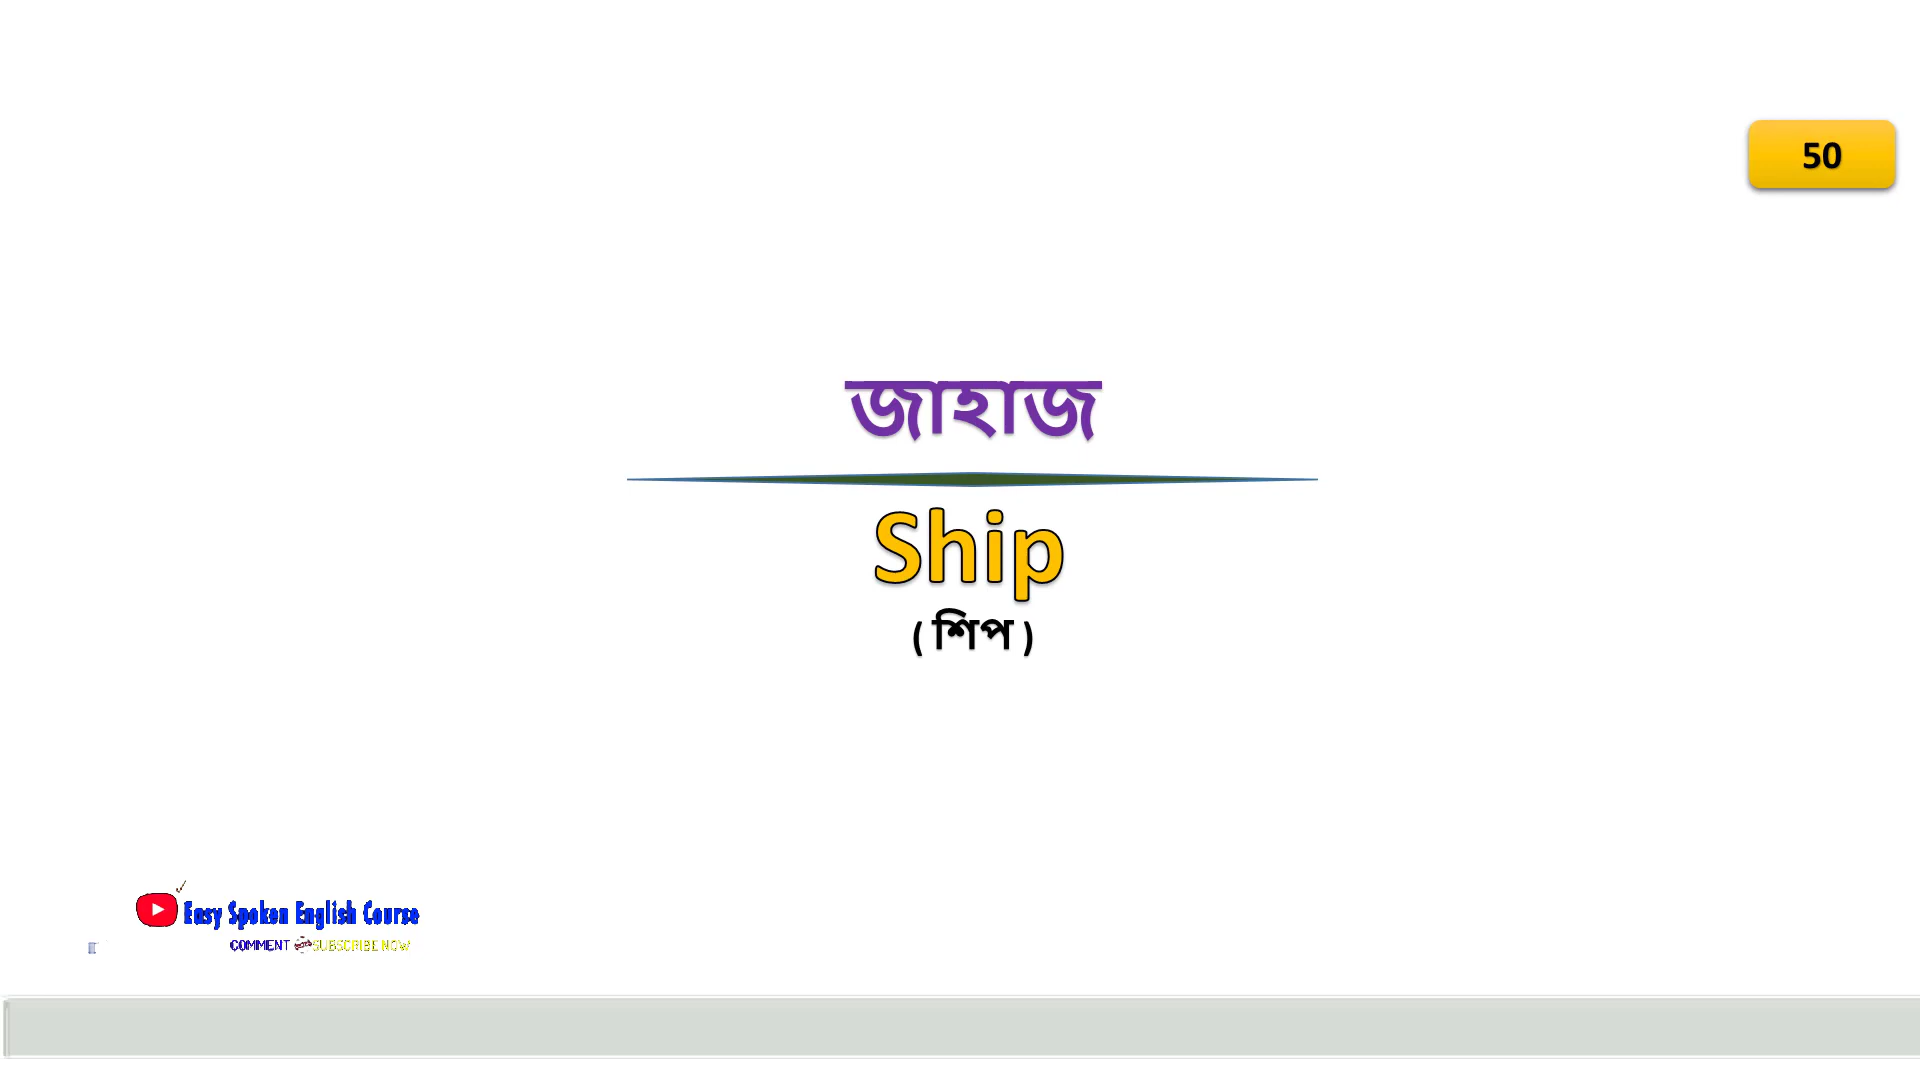 50
জাহাজ
Ship
( শিপ )
Easy Spoken English Course
COMMENT SUBSCRIBE NOW